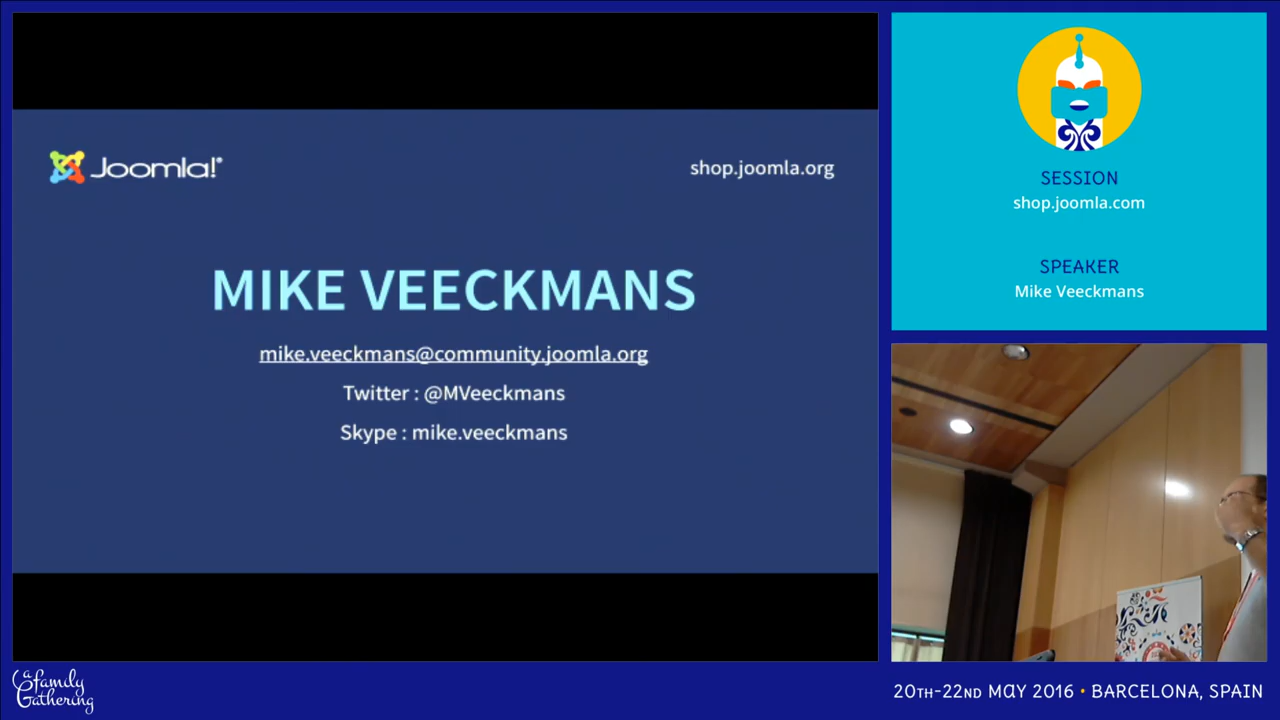 Joomla!®
shop.joomla.org
MIKE VEECKMANS
mike.veeckmans@community.joomla.org
Twitter : @MVeeckmans
Skype : mike.veeckmans
SESSION
shop.joomla.com
SPEAKER
Mike Veeckmans
a family
Gathering
20TH-22ND MAY 2016 • BARCELONA, SPAIN